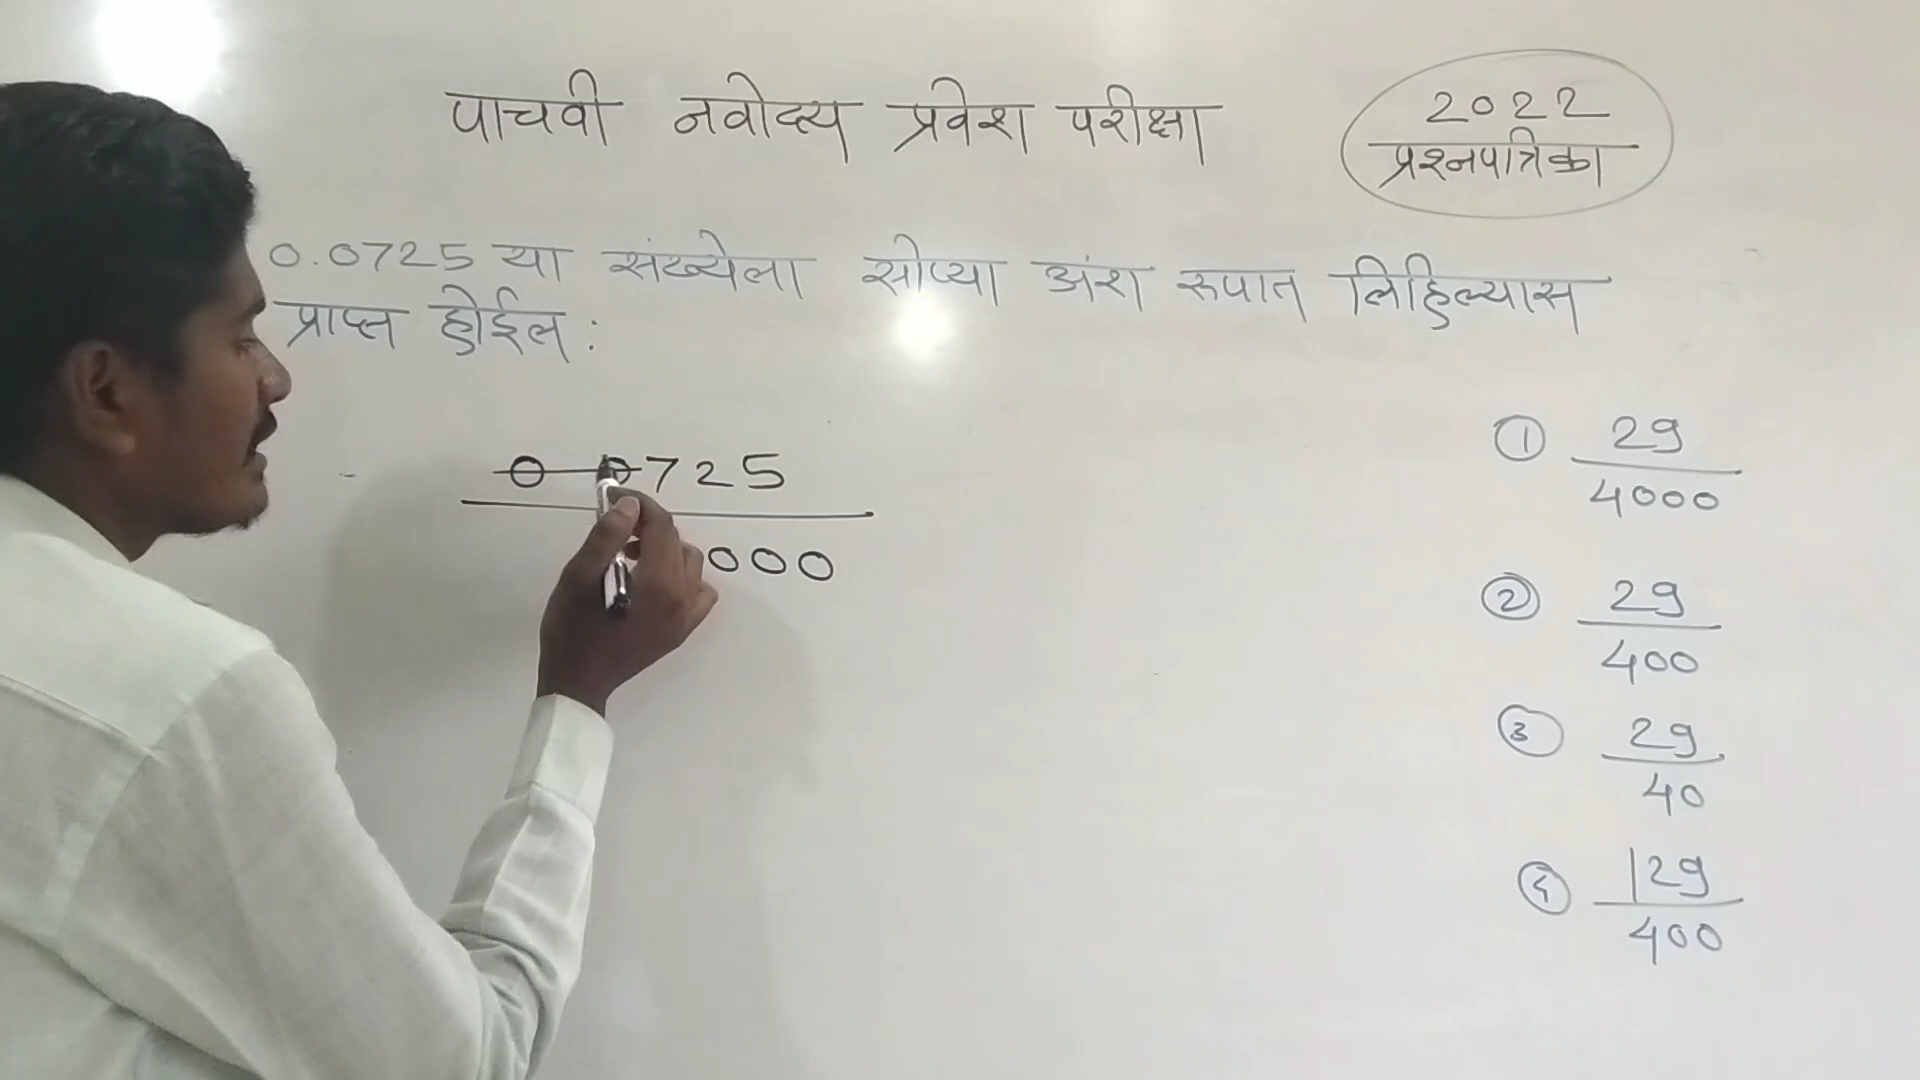 पाचवी नवोदय प्रवेश परीक्षा
2022
प्रश्नपत्रिका
0.0725 या संख्येला सोप्या अंश रुपात लिहिल्यास
प्राप्त होईल :
0 0725
000
① 29
4000
② 29
400
③ 29
40
④ 129
400